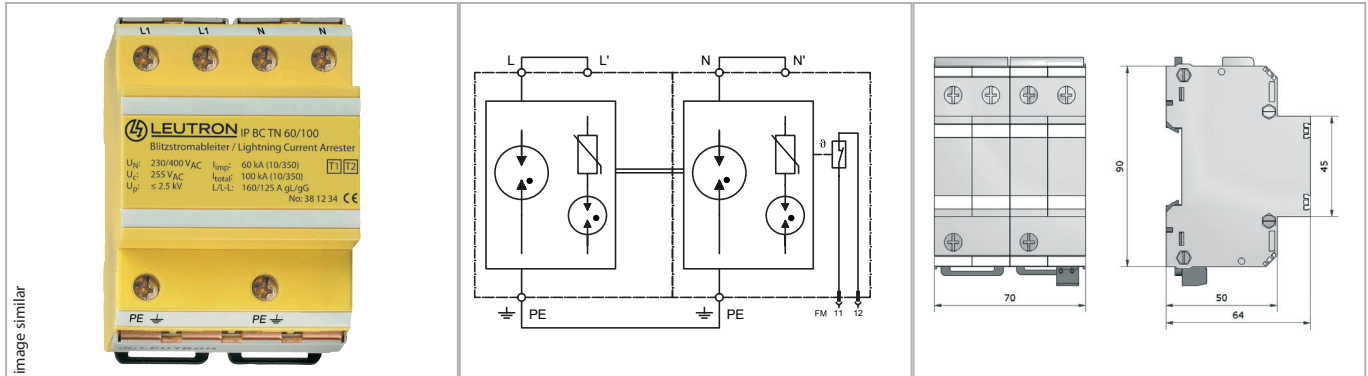 L1 L1 N N
LEUTRON IP BC TN 60/100
Blitzstromableiter / Lightning Current Arrester
UN: 230/400 VAC Iimp: 60 kA (10/350) T1 T2
Uc: 255 VAC Itotal: 100 kA (10/350)
Up: ≤ 2.5 kV L/L-L: 160/125 A gL/gG
No: 38 12 34 CE
PE PE
LEUTRON
image similar
L L' N N'
ϑ
PE PE
FM 11 12
90
45
70
50
64